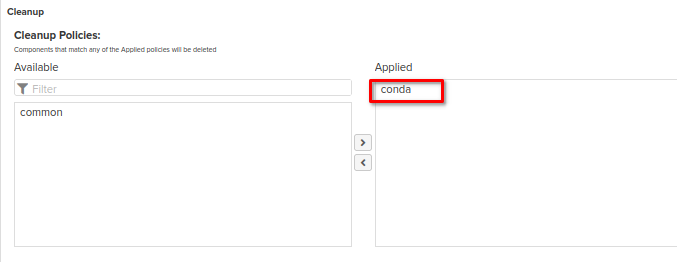 Cleanup
Cleanup Policies:
Components that match any of the Applied policies will be deleted
Available
Applied
Filter
conda
common